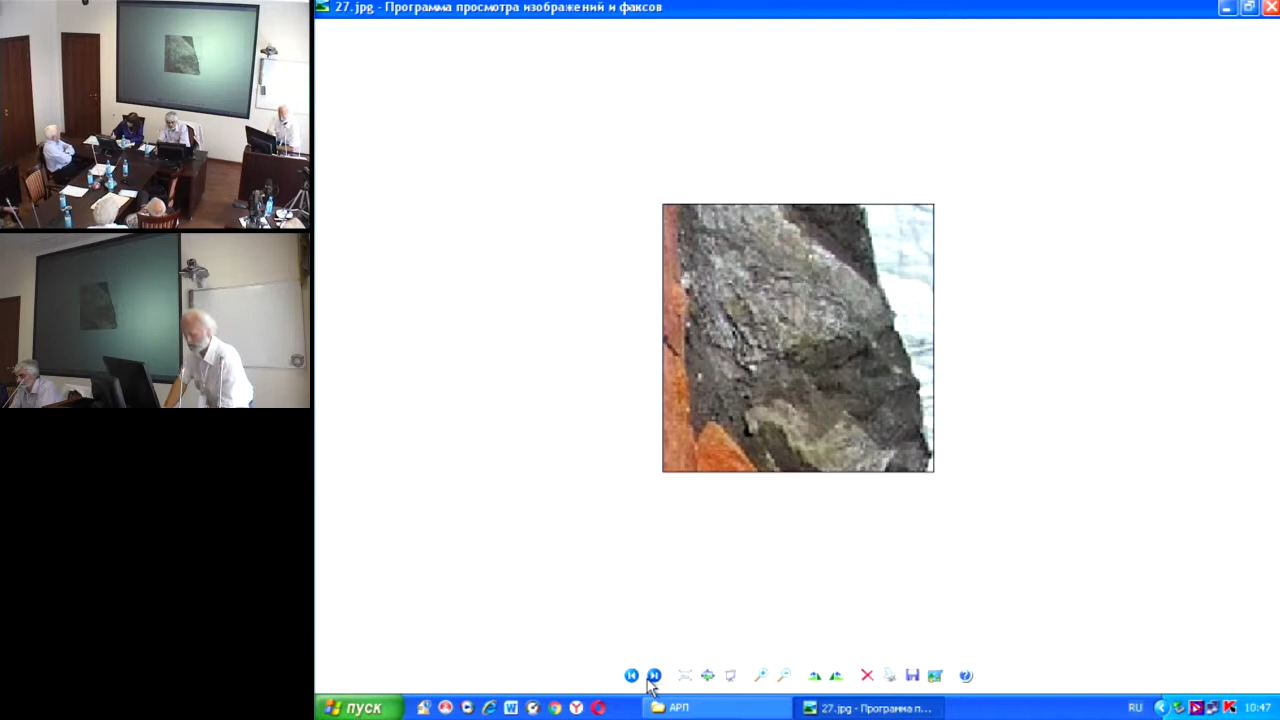 27.jpg - Программа просмотра изображений и факсов
пуск
АРП
27.jpg - Программа п...
RU
10:47